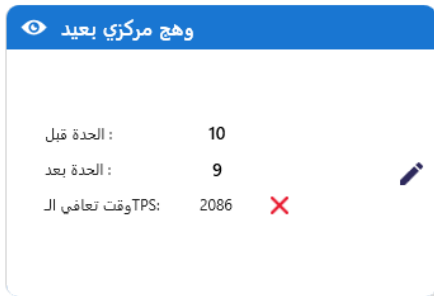 وهج مركزي بعيد
الحدة قبل : 10
الحدة بعد : 9
وقت تعافي الـTPS: 2086